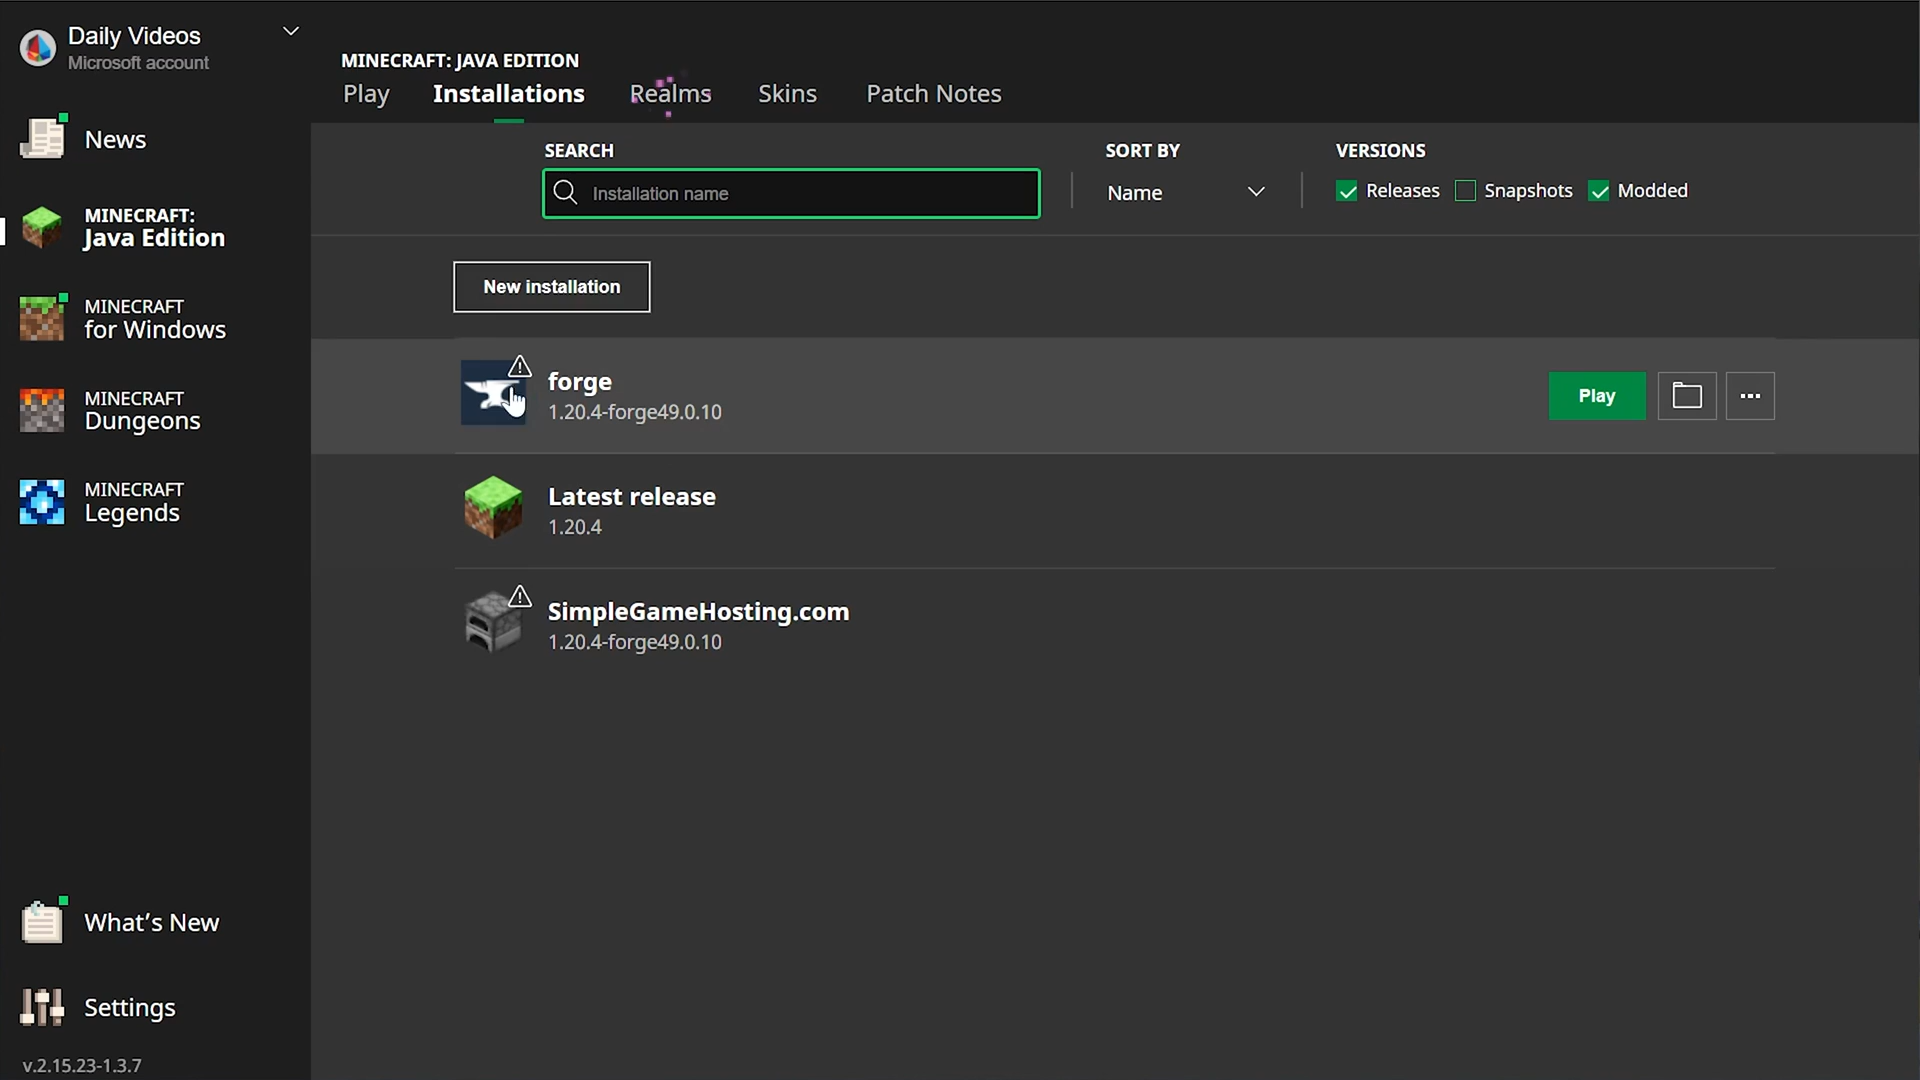 Daily Videos
Microsoft account
News
MINECRAFT:
Java Edition
MINECRAFT
for Windows
MINECRAFT
Dungeons
MINECRAFT
Legends
What’s New
Settings
v.2.15.23-1.3.7
MINECRAFT: JAVA EDITION
Play Installations Realms Skins Patch Notes
SEARCH
Installation name
SORT BY
Name
VERSIONS
Releases Snapshots Modded
New installation
forge
1.20.4-forge49.0.10
Play
Latest release
1.20.4
SimpleGameHosting.com
1.20.4-forge49.0.10